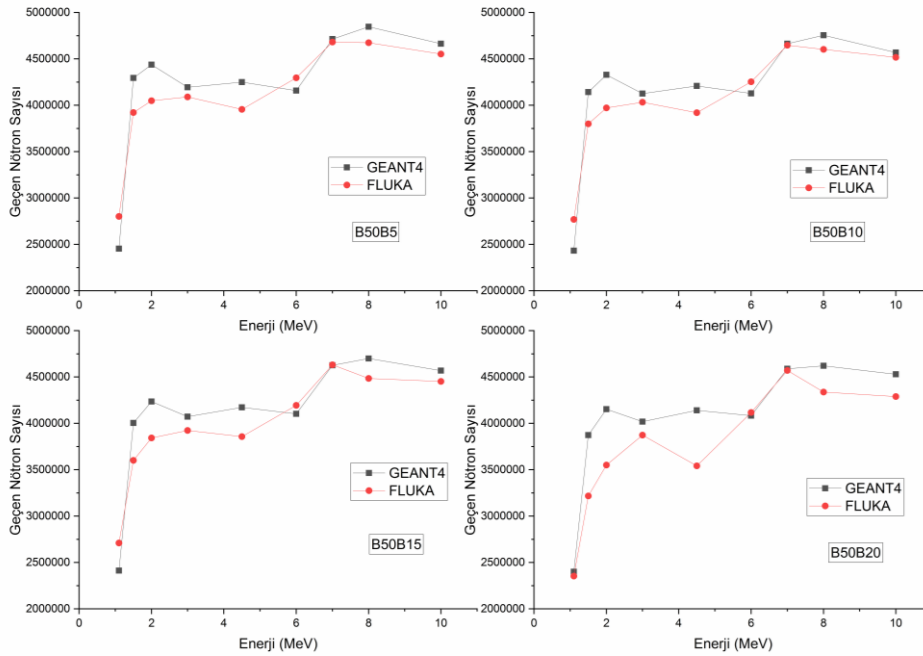 5000000
4500000
4000000
3500000
3000000
2500000
2000000
Geçen Nötron Sayısı
GEANT4
FLUKA
B50B5
0 2 4 6 8 10
Enerji (MeV)
5000000
4500000
4000000
3500000
3000000
2500000
2000000
Geçen Nötron Sayısı
GEANT4
FLUKA
B50B10
0 2 4 6 8 10
Enerji (MeV)
5000000
4500000
4000000
3500000
3000000
2500000
2000000
Geçen Nötron Sayısı
GEANT4
FLUKA
B50B15
0 2 4 6 8 10
Enerji (MeV)
5000000
4500000
4000000
3500000
3000000
2500000
2000000
Geçen Nötron Sayısı
GEANT4
FLUKA
B50B20
0 2 4 6 8 10
Enerji (MeV)